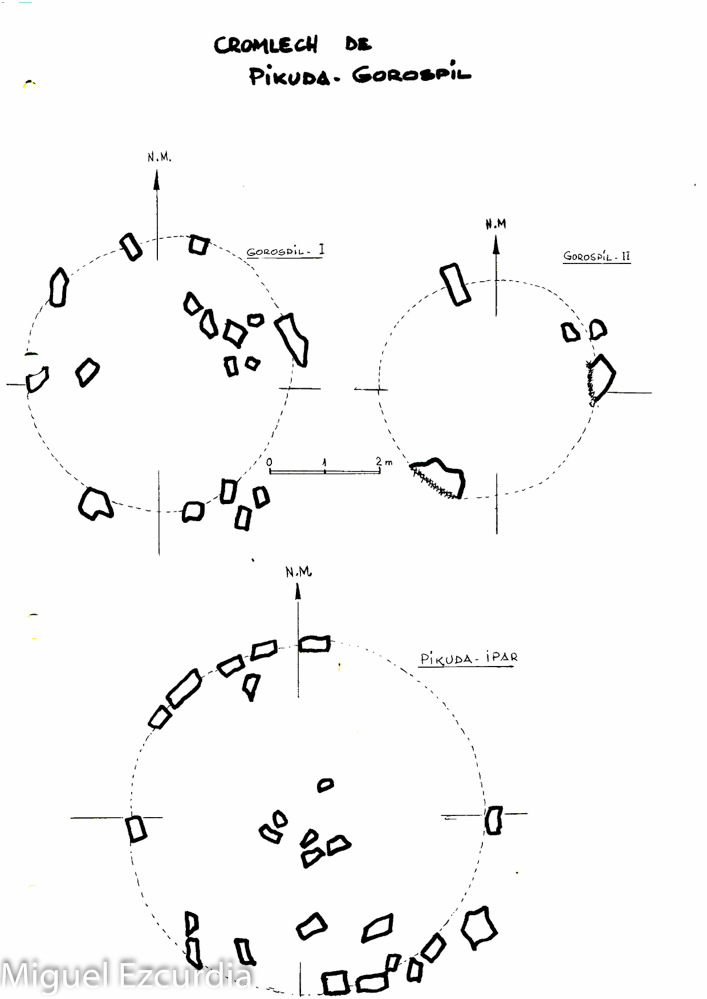 CROMLECH DE
PIKUDA - GOROSPIL
N.M.
GOROSPIL - I
N.M
GOROSPIL - II
0 1 2 m
N.M.
PIKUDA - IPAR
Miguel Ezcurdia